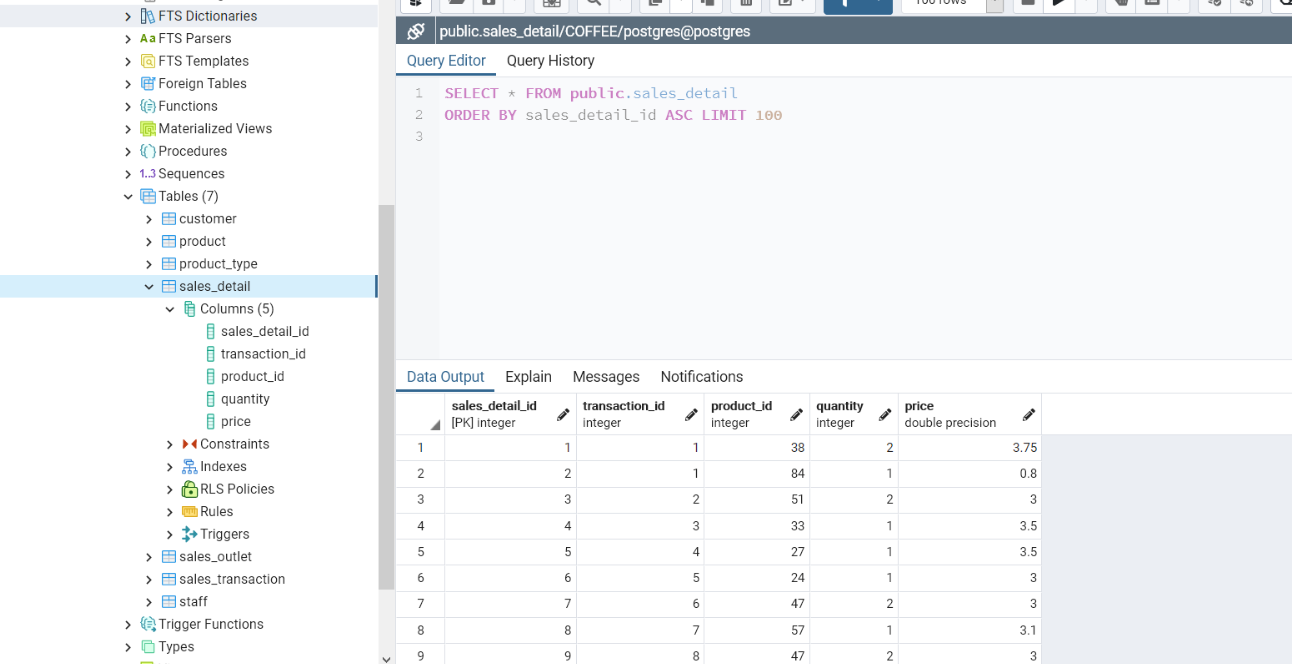 FTS Dictionaries
Aa FTS Parsers
FTS Templates
Foreign Tables
Functions
Materialized Views
Procedures
1..3 Sequences
Tables (7)
customer
product
product_type
sales_detail
Columns (5)
sales_detail_id
transaction_id
product_id
quantity
price
Constraints
Indexes
RLS Policies
Rules
Triggers
sales_outlet
sales_transaction
staff
Trigger Functions
Types
100 rows
public.sales_detail/COFFEE/postgres@postgres
Query Editor Query History
1 SELECT * FROM public.sales_detail
2 ORDER BY sales_detail_id ASC LIMIT 100
3
Data Output Explain Messages Notifications
sales_detail_id transaction_id product_id quantity price
[PK] integer integer integer integer double precision
1 1 1 38 2 3.75
2 2 1 84 1 0.8
3 3 2 51 2 3
4 4 3 33 1 3.5
5 5 4 27 1 3.5
6 6 5 24 1 3
7 7 6 47 2 3
8 8 7 57 1 3.1
9 9 8 47 2 3